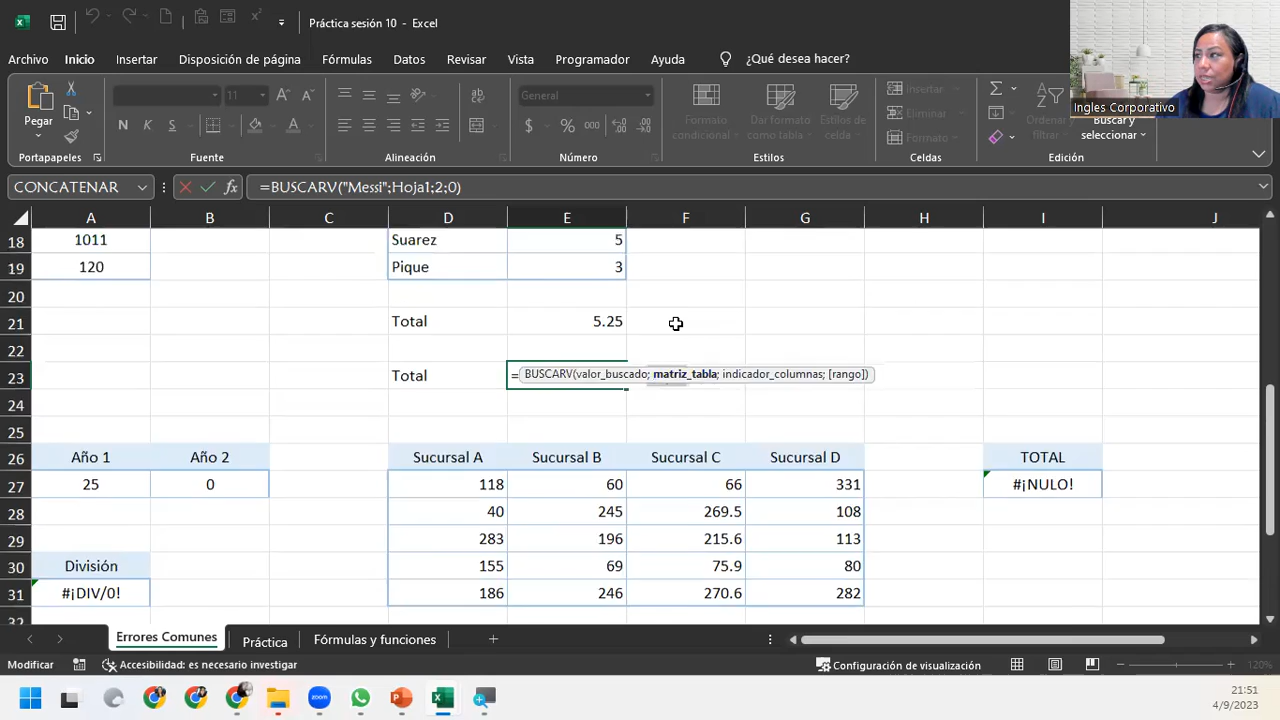 Práctica sesión 10 - Excel
Archivo Inicio Insertar Disposición de página Fórmulas Programador Ayuda ¿Qué desea hacer?
Ingles Corporativo
Pegar
N
11
General
$ % 000
Formato condicional
Dar formato como tabla
Estilos de celda
Insertar
Eliminar
Formato
Ordenar y filtrar
Buscar y seleccionar
Portapapeles Fuente Alineación Número Estilos Celdas Edición
CONCATENAR =BUSCARV("Messi";Hoja1;2;0)
A B C D E F G H I J
18 1011 Suarez 5
19 120 Pique 3
20
21 Total 5.25
22
23 Total = BUSCARV(valor_buscado; matriz_tabla; indicador_columnas; [rango])
24
25
26 Año 1 Año 2 Sucursal A Sucursal B Sucursal C Sucursal D TOTAL
27 25 0 118 60 66 331 #¡NULO!
28 40 245 269.5 108
29 283 196 215.6 113
30 División 155 69 75.9 80
31 #¡DIV/0! 186 246 270.6 282
32
Errores Comunes Práctica Fórmulas y funciones
Modificar Accesibilidad: es necesario investigar Configuración de visualización 120%
zoom
21:51
4/9/2023